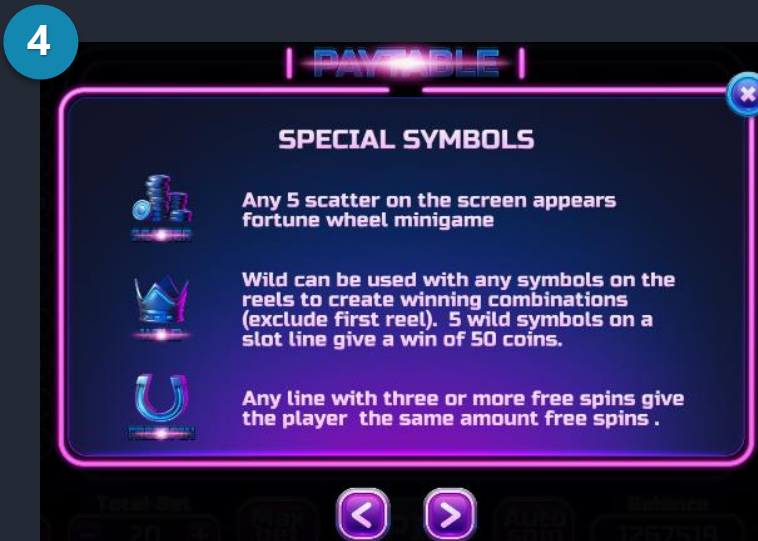 4
PAYTABLE
SPECIAL SYMBOLS
Any 5 scatter on the screen appears
fortune wheel minigame
SCATTER
Wild can be used with any symbols on the
reels to create winning combinations
(exclude first reel).  5 wild symbols on a
slot line give a win of 50 coins.
WILD
Any line with three or more free spins give
the player  the same amount free spins .
Total Bet
Balance
20
1267519